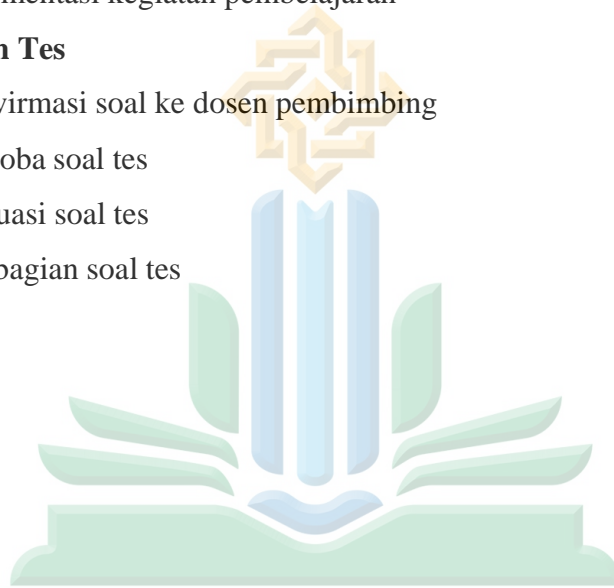 mentasi kegiatan pembelajaran
n Tes
virmasi soal ke dosen pembimbing
oba soal tes
uasi soal tes
bagian soal tes